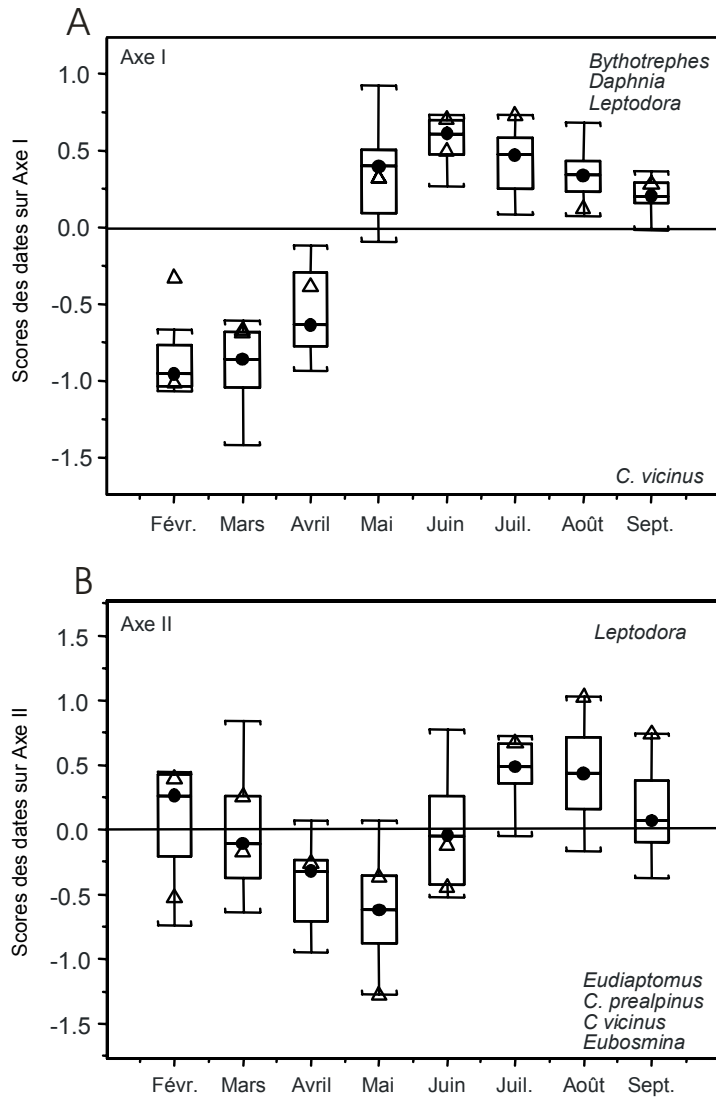 A
Axe I
Bythotrephes
Daphnia
Leptodora
Scores des dates sur Axe I
1.0
0.5
0.0
-0.5
-1.0
-1.5
C. vicinus
Févr. Mars Avril Mai Juin Juil. Août Sept.
B
Axe II
Leptodora
Scores des dates sur Axe II
1.5
1.0
0.5
0.0
-0.5
-1.0
-1.5
Eudiaptomus
C. prealpinus
C vicinus
Eubosmina
Févr. Mars Avril Mai Juin Juil. Août Sept.